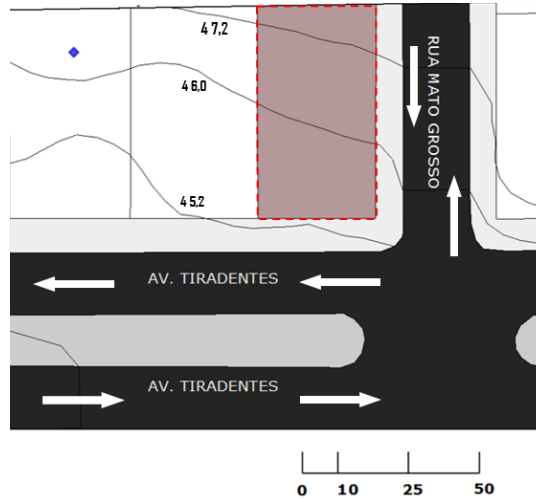 47,2
46,0
45,2
RUA MATO GROSSO
AV. TIRADENTES
AV. TIRADENTES
0 10 25 50